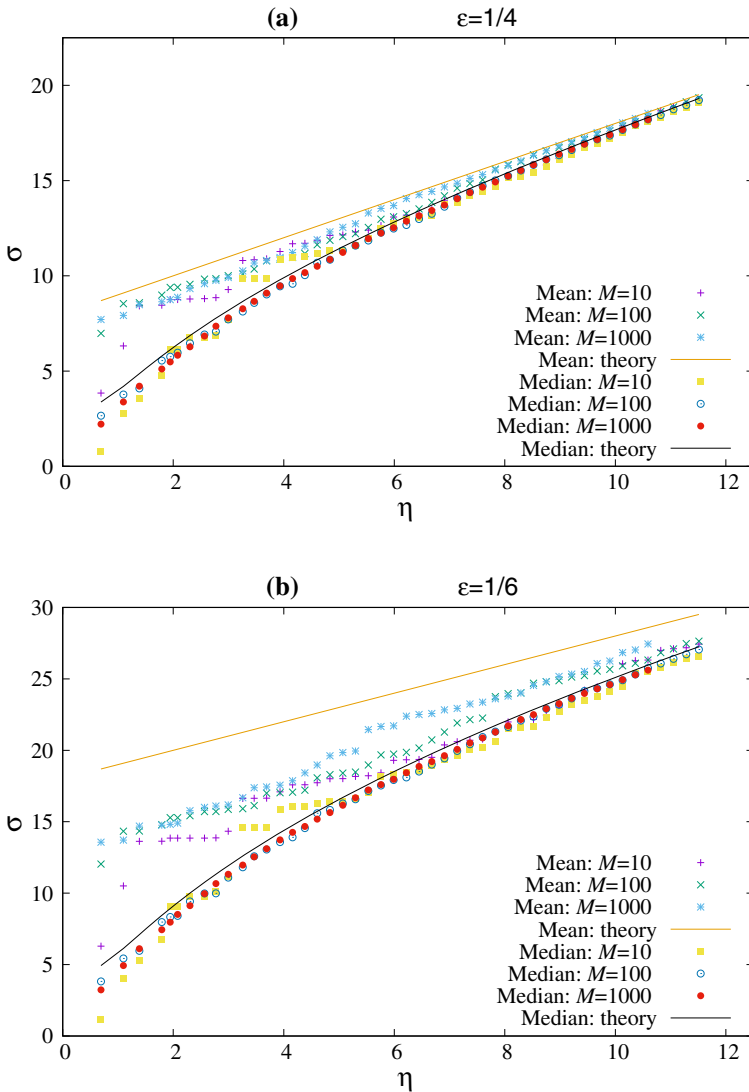 (a) ε=1/4
20
15
10
5
0
σ
0 2 4 6 8 10 12
η
Mean: M=10
Mean: M=100
Mean: M=1000
Mean: theory
Median: M=10
Median: M=100
Median: M=1000
Median: theory
(b) ε=1/6
30
25
20
15
10
5
0
σ
0 2 4 6 8 10 12
η
Mean: M=10
Mean: M=100
Mean: M=1000
Mean: theory
Median: M=10
Median: M=100
Median: M=1000
Median: theory